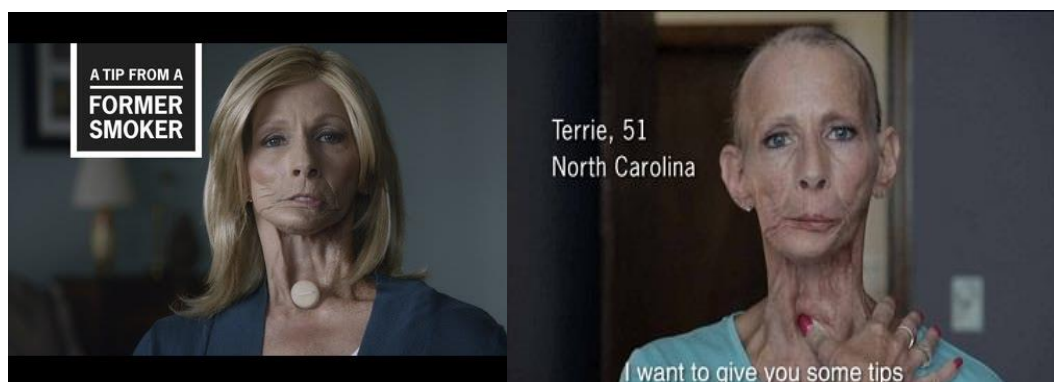 A TIP FROM A
FORMER
SMOKER
Terrie, 51
North Carolina
I want to give you some tips